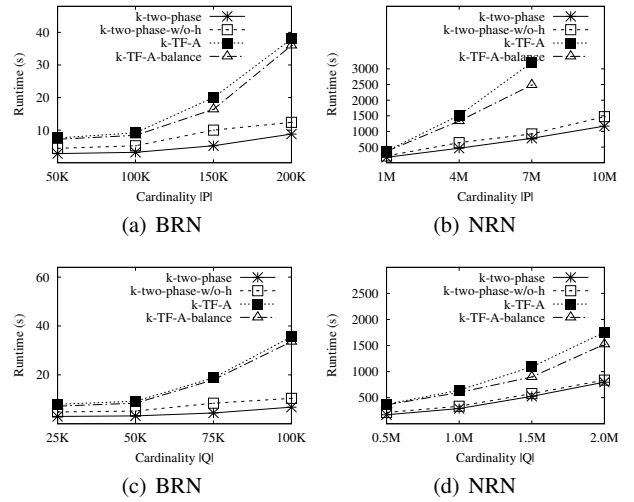 k-two-phase
k-two-phase-w/o-h
k-TF-A
k-TF-A-balance
Runtime (s)
40
30
20
10
50K 100K 150K 200K
Cardinality |P|
(a) BRN
k-two-phase
k-two-phase-w/o-h
k-TF-A
k-TF-A-balance
Runtime (s)
3000
2500
2000
1500
1000
500
1M 4M 7M 10M
Cardinality |P|
(b) NRN
k-two-phase
k-two-phase-w/o-h
k-TF-A
k-TF-A-balance
Runtime (s)
60
40
20
25K 50K 75K 100K
Cardinality |Q|
(c) BRN
k-two-phase
k-two-phase-w/o-h
k-TF-A
k-TF-A-balance
Runtime (s)
2500
2000
1500
1000
500
0.5M 1.0M 1.5M 2.0M
Cardinality |Q|
(d) NRN